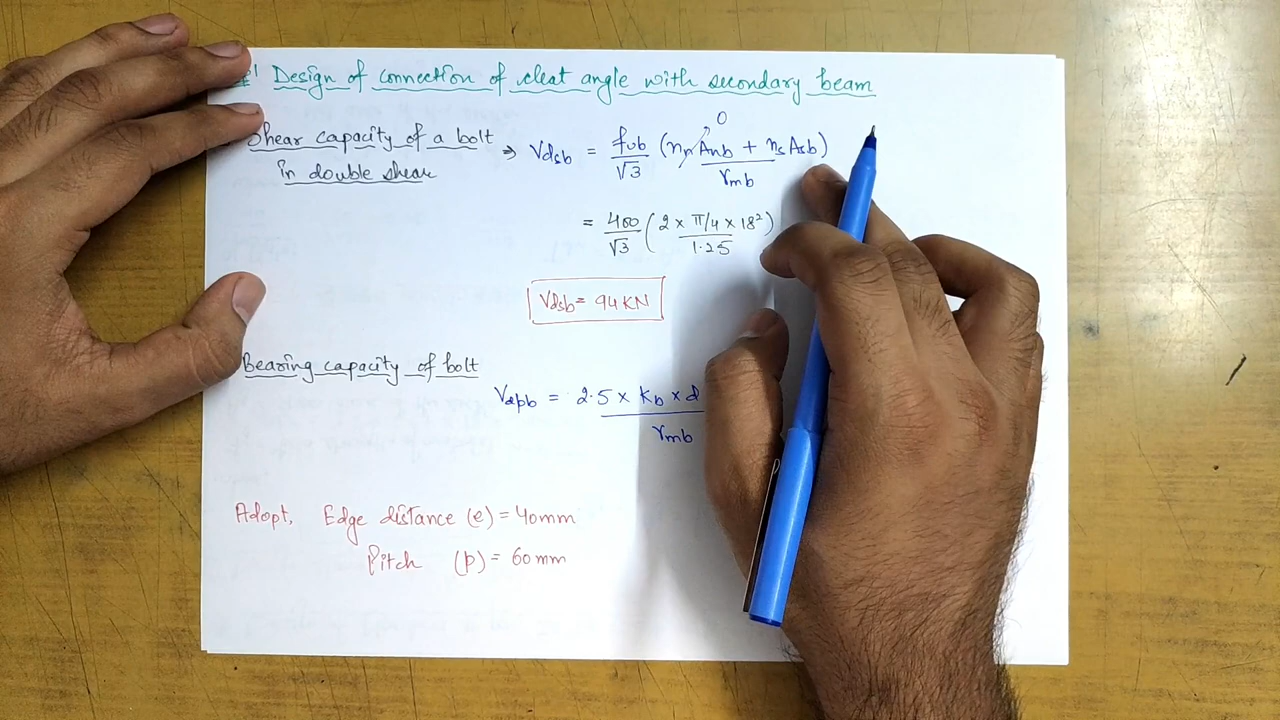 Design of connection of cleat angle with secondary beam
Shear capacity of a bolt in double shear → Vdsb = fub/√3 (nn Anb + ns Asb)/γmb
0
= 400/√3 (2 × π/4 × 18²)/1.25
Vdsb = 94 KN
Bearing capacity of bolt
Vdpb = 2.5 × Kb × d
γmb
Adopt, Edge distance (e) = 40mm
Pitch (p) = 60mm